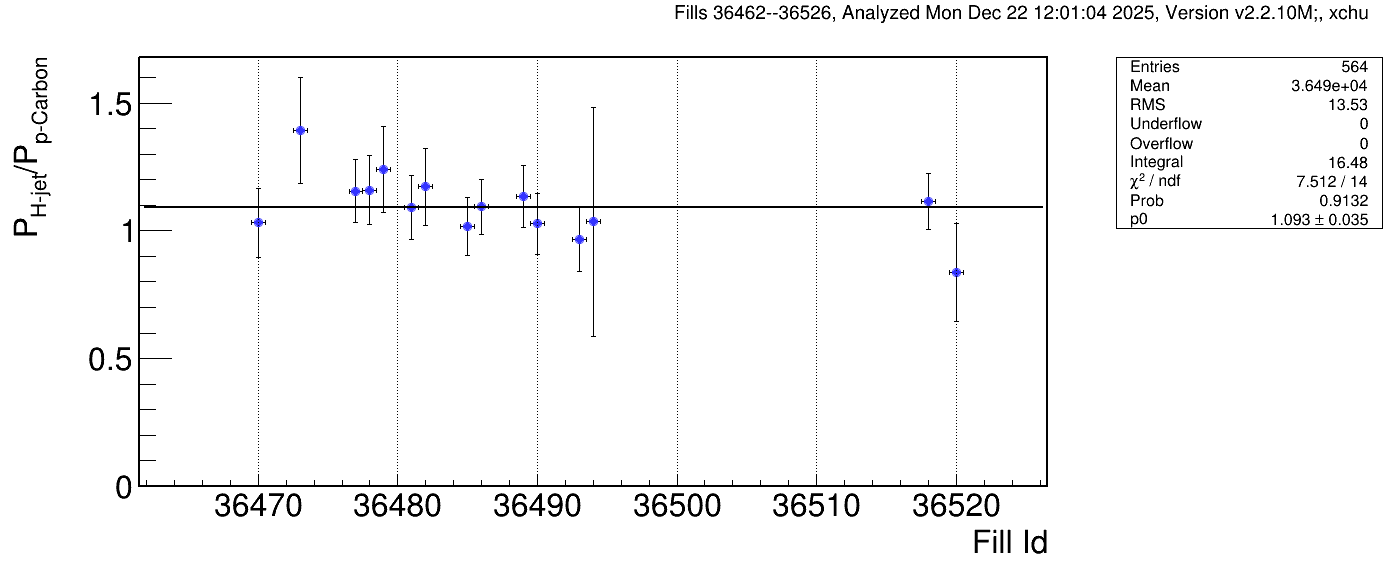 Fills 36462--36526, Analyzed Mon Dec 22 12:01:04 2025, Version v2.2.10M;, xchu
P_H-jet/P_p-Carbon
1.5
1
0.5
0
36470 36480 36490 36500 36510 36520
Fill Id
Entries 564
Mean 3.649e+04
RMS 13.53
Underflow 0
Overflow 0
Integral 16.48
χ² / ndf 7.512 / 14
Prob 0.9132
p0 1.093 ± 0.035